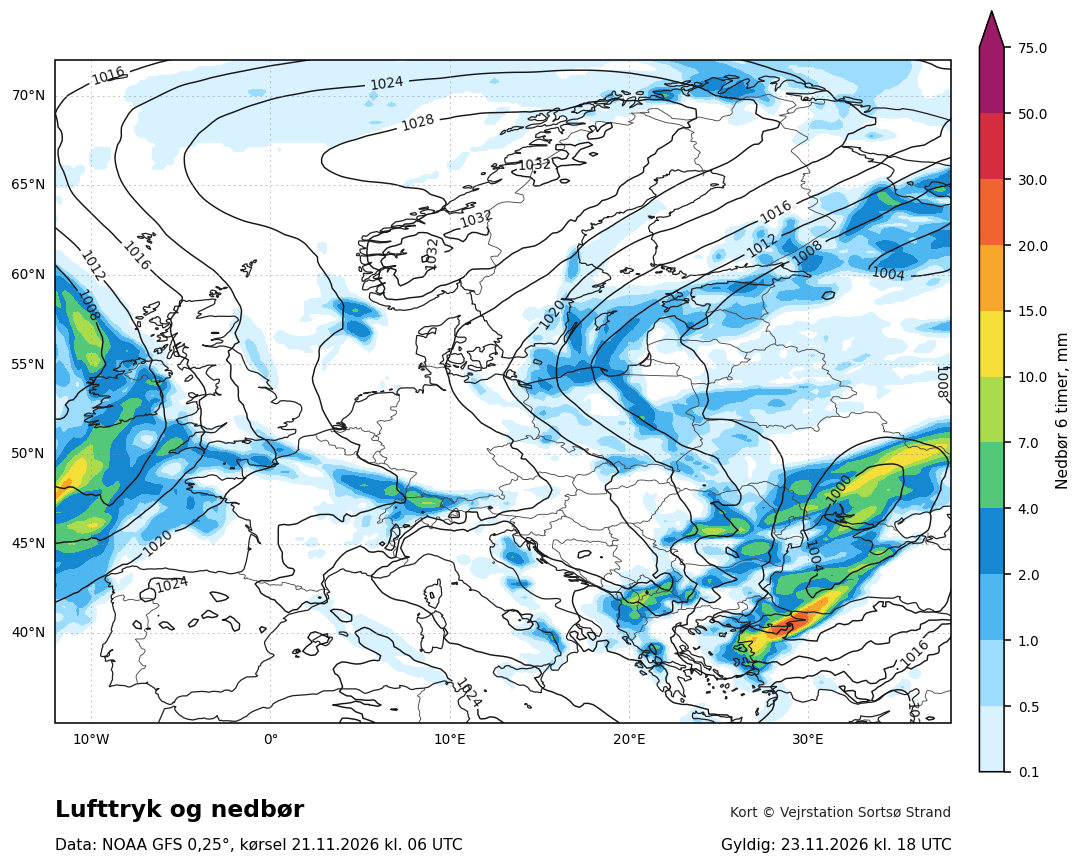 75.0
50.0
30.0
20.0
15.0
10.0
7.0
4.0
2.0
1.0
0.5
0.1
Nedbør 6 timer, mm
70°N
65°N
60°N
55°N
50°N
45°N
40°N
10°W
0°
10°E
20°E
30°E
1016
1024
1028
1032
1032
1032
1016
1012
1008
1004
1012
1016
1008
1020
1008
1000
1004
1020
1024
1024
1016
Lufttryk og nedbør
Kort © Vejrstation Sortsø Strand
Data: NOAA GFS 0,25°, kørsel 21.11.2026 kl. 06 UTC
Gyldig: 23.11.2026 kl. 18 UTC